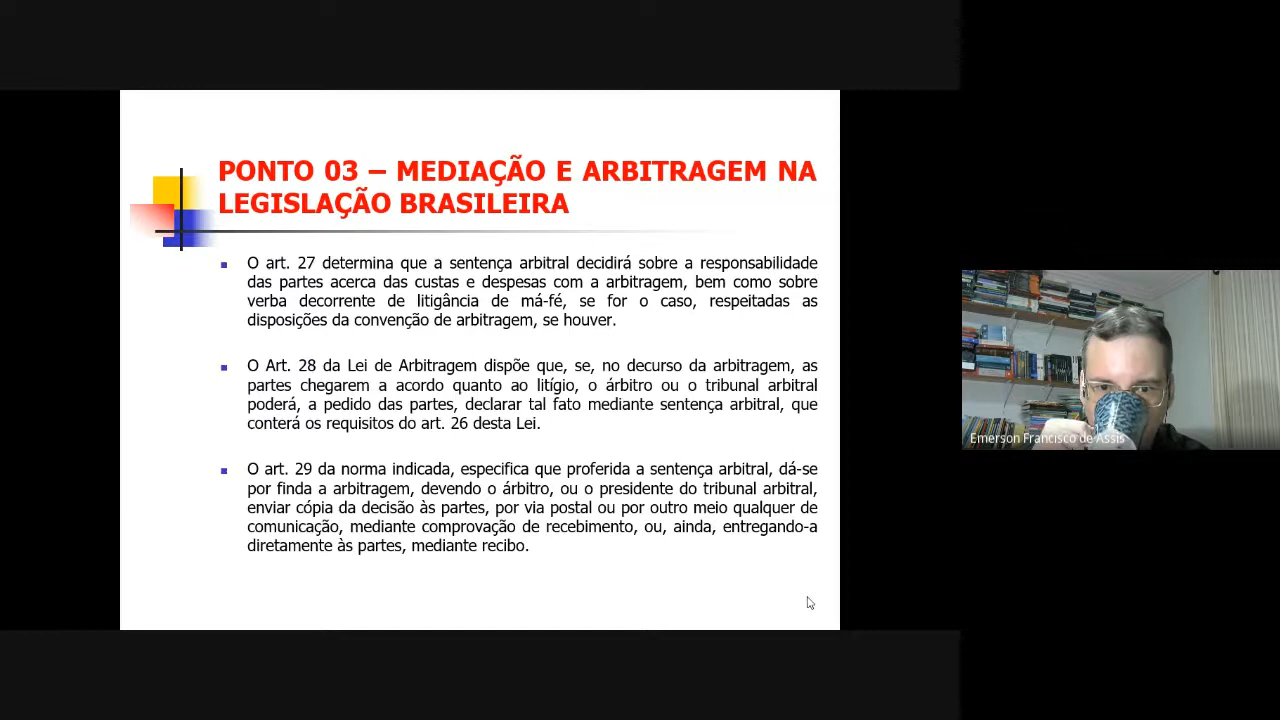 PONTO 03 – MEDIAÇÃO E ARBITRAGEM NA
LEGISLAÇÃO BRASILEIRA
O art. 27 determina que a sentença arbitral decidirá sobre a responsabilidade
das partes acerca das custas e despesas com a arbitragem, bem como sobre
verba decorrente de litigância de má-fé, se for o caso, respeitadas as
disposições da convenção de arbitragem, se houver.
O Art. 28 da Lei de Arbitragem dispõe que, se, no decurso da arbitragem, as
partes chegarem a acordo quanto ao litígio, o árbitro ou o tribunal arbitral
poderá, a pedido das partes, declarar tal fato mediante sentença arbitral, que
conterá os requisitos do art. 26 desta Lei.
O art. 29 da norma indicada, especifica que proferida a sentença arbitral, dá-se
por finda a arbitragem, devendo o árbitro, ou o presidente do tribunal arbitral,
enviar cópia da decisão às partes, por via postal ou por outro meio qualquer de
comunicação, mediante comprovação de recebimento, ou, ainda, entregando-a
diretamente às partes, mediante recibo.
Emerson Francisco de Assis